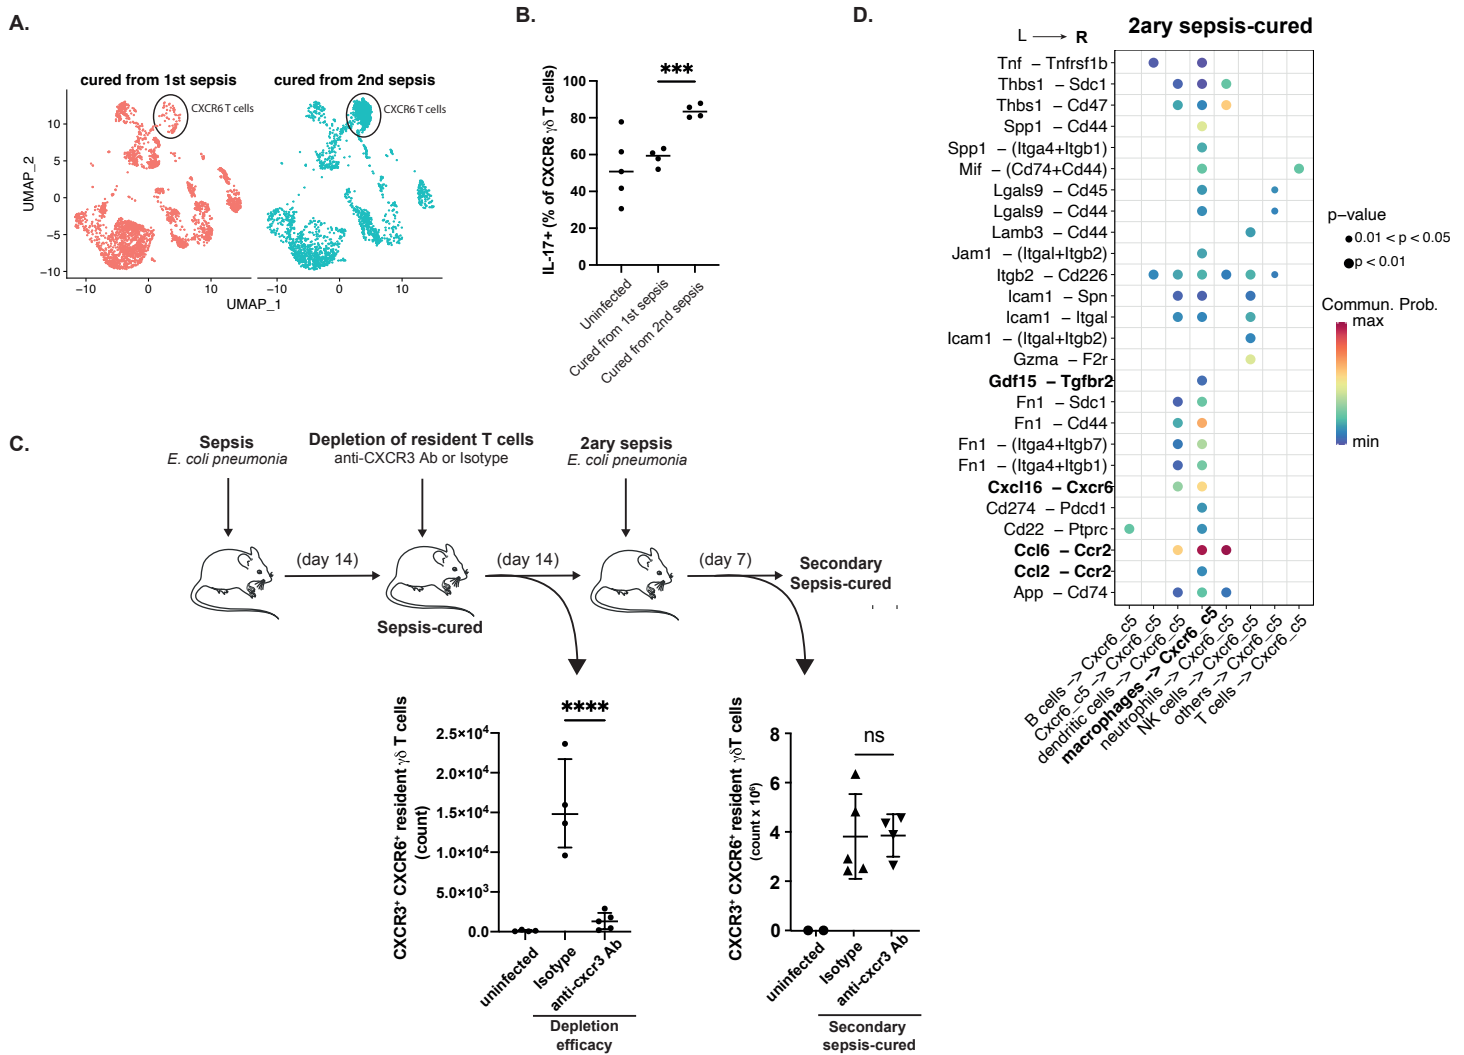 A.
cured from 1st sepsis
cured from 2nd sepsis
CXCR6 T cells
CXCR6 T cells
UMAP_2
10
5
0
−5
−10
−10
0
10
−10
0
10
UMAP_1
B.
IL-17+ (% of CXCR6 γδ T cells)
100
80
60
40
20
0
***
Uninfected
Cured from 1st sepsis
Cured from 2nd sepsis
C.
Sepsis
E. coli pneumonia
Depletion of resident T cells
anti-CXCR3 Ab or Isotype
2ary sepsis
E. coli pneumonia
(day 14)
(day 14)
(day 7)
Sepsis-cured
Secondary
Sepsis-cured
CXCR3⁺ CXCR6⁺ resident γδ T cells
(count)
2.5×10⁴
2.0×10⁴
1.5×10⁴
1.0×10⁴
5.0×10³
0.0
****
uninfected
Isotype
anti-cxcr3 Ab
Depletion
efficacy
CXCR3⁺ CXCR6⁺ resident γδT cells
(count x 10⁶)
8
6
4
2
0
ns
uninfected
Isotype
anti-cxcr3 Ab
Secondary
sepsis-cured
D.
L → R
2ary sepsis-cured
Tnf − Tnfrsf1b
Thbs1 − Sdc1
Thbs1 − Cd47
Spp1 − Cd44
Spp1 − (Itga4+Itgb1)
Mif − (Cd74+Cd44)
Lgals9 − Cd45
Lgals9 − Cd44
Lamb3 − Cd44
Jam1 − (Itgal+Itgb2)
Itgb2 − Cd226
Icam1 − Spn
Icam1 − Itgal
Icam1 − (Itgal+Itgb2)
Gzma − F2r
Gdf15 − Tgfbr2
Fn1 − Sdc1
Fn1 − Cd44
Fn1 − (Itga4+Itgb7)
Fn1 − (Itga4+Itgb1)
Cxcl16 − Cxcr6
Cd274 − Pdcd1
Cd22 − Ptprc
Ccl6 − Ccr2
Ccl2 − Ccr2
App − Cd74
B cells −> Cxcr6_c5
Cxcr6_c5 −> Cxcr6_c5
dendritic cells −> Cxcr6_c5
macrophages −> Cxcr6_c5
neutrophils −> Cxcr6_c5
NK cells −> Cxcr6_c5
others −> Cxcr6_c5
T cells −> Cxcr6_c5
p−value
0.01 < p < 0.05
p < 0.01
Commun. Prob.
max
min